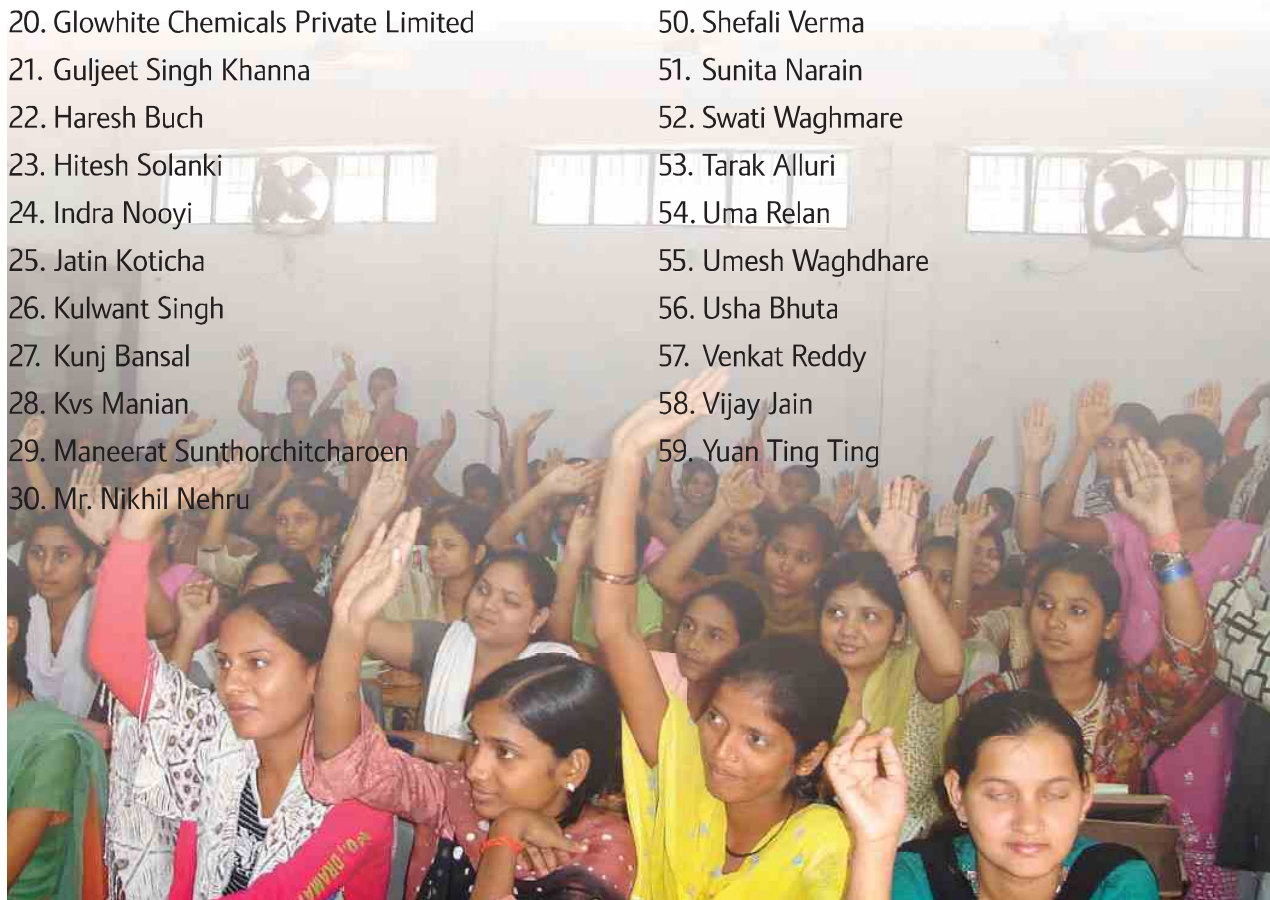 20. Glowhite Chemicals Private Limited
21. Guljeet Singh Khanna
22. Haresh Buch
23. Hitesh Solanki
24. Indra Nooyi
25. Jatin Koticha
26. Kulwant Singh
27. Kunj Bansal
28. Kvs Manian
29. Maneerat Sunthorchitcharoen
30. Mr. Nikhil Nehru
50. Shefali Verma
51. Sunita Narain
52. Swati Waghmare
53. Tarak Alluri
54. Uma Relan
55. Umesh Waghdhare
56. Usha Bhuta
57. Venkat Reddy
58. Vijay Jain
59. Yuan Ting Ting